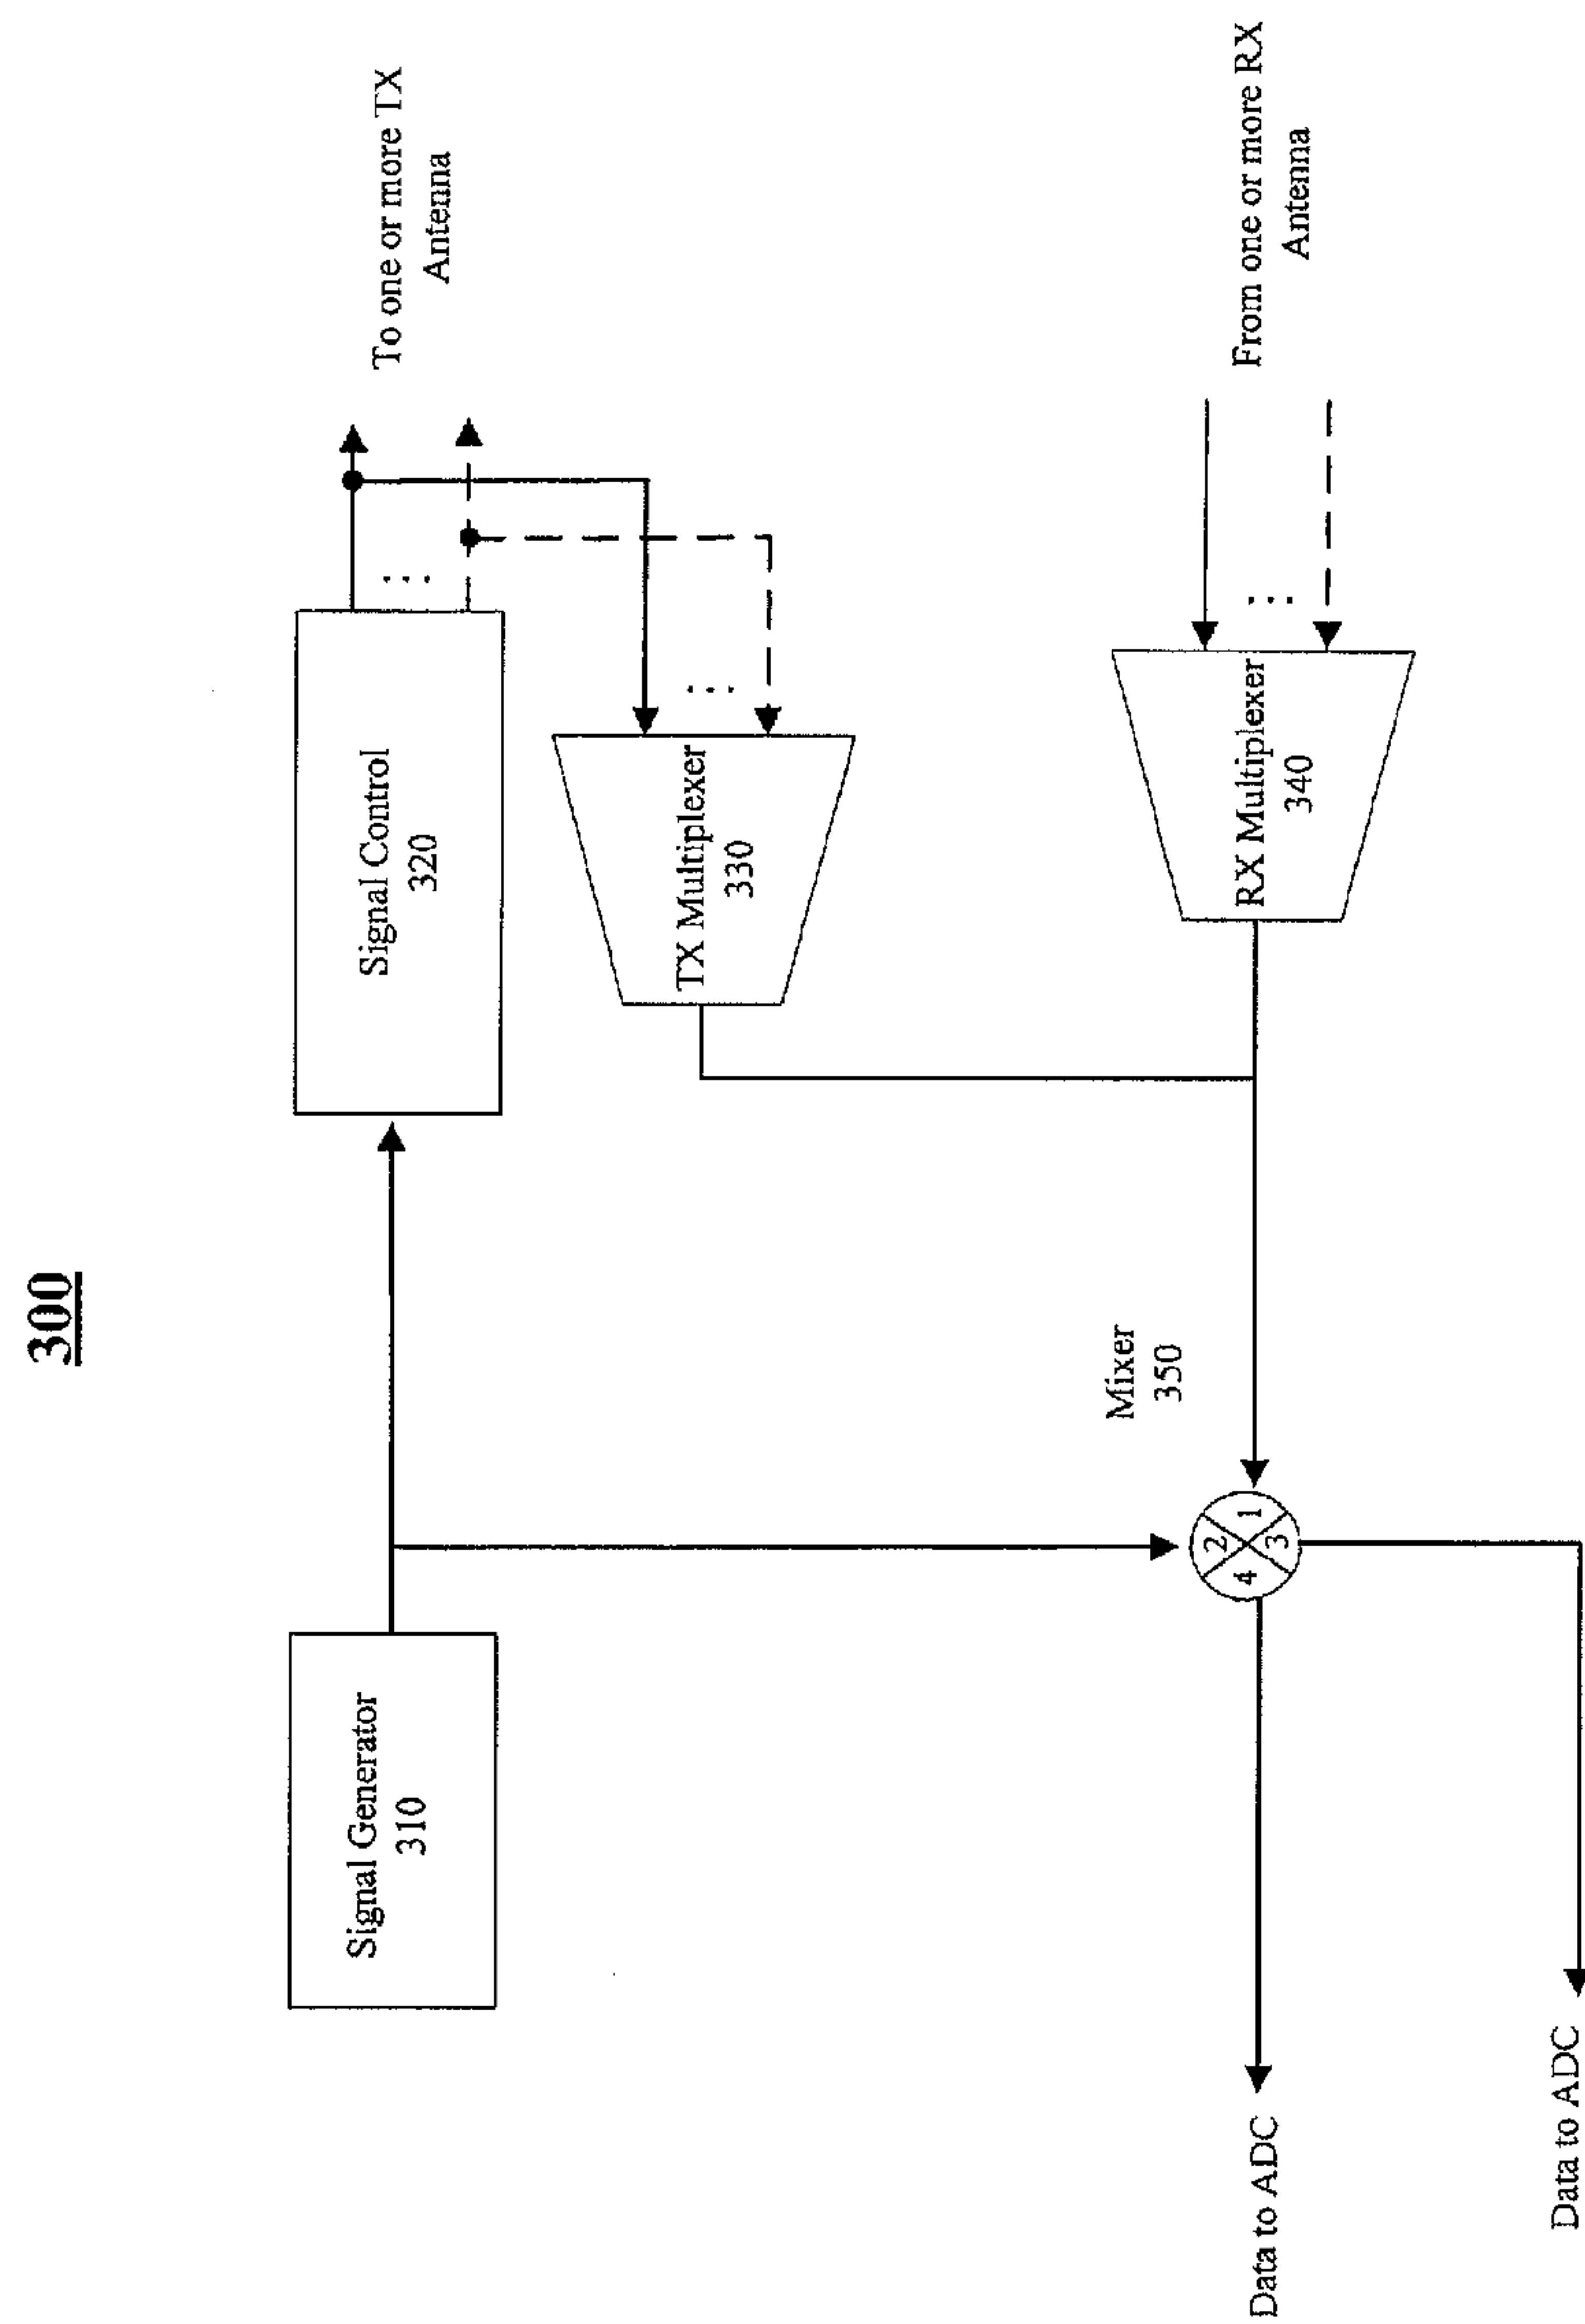 300
Signal Generator
310
Signal Control
320
To one or more TX
Antenna
⋮
TX Multiplexer
330
⋮
Mixer
350
2
4
1
3
RX Multiplexer
340
⋮
From one or more RX
Antenna
Data to ADC
Data to ADC